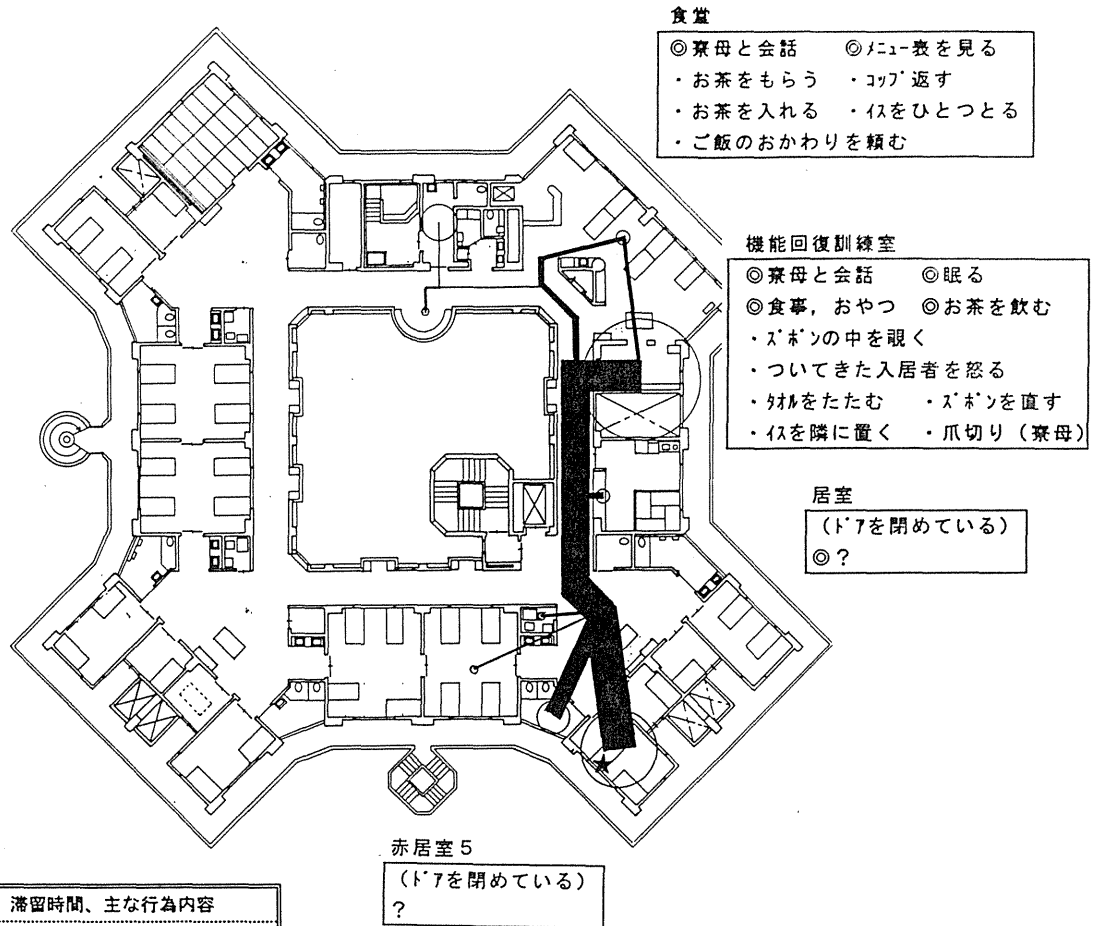 食堂
◎寮母と会話　◎ﾒﾆｭｰ表を見る
・お茶をもらう　・ｺｯﾌﾟ返す
・お茶を入れる　・ｲｽをひとつとる
・ご飯のおかわりを頼む
機能回復訓練室
◎寮母と会話　◎眠る
◎食事，おやつ　◎お茶を飲む
・ｽﾞﾎﾞﾝの中を覗く
・ついてきた入居者を怒る
・ﾀｵﾙをたたむ　・ｽﾞﾎﾞﾝを直す
・ｲｽを隣に置く　・爪切り（寮母）
居室
（ﾄﾞｱを閉めている）
◎？
赤居室５
（ﾄﾞｱを閉めている）
？
滞留時間、主な行為内容